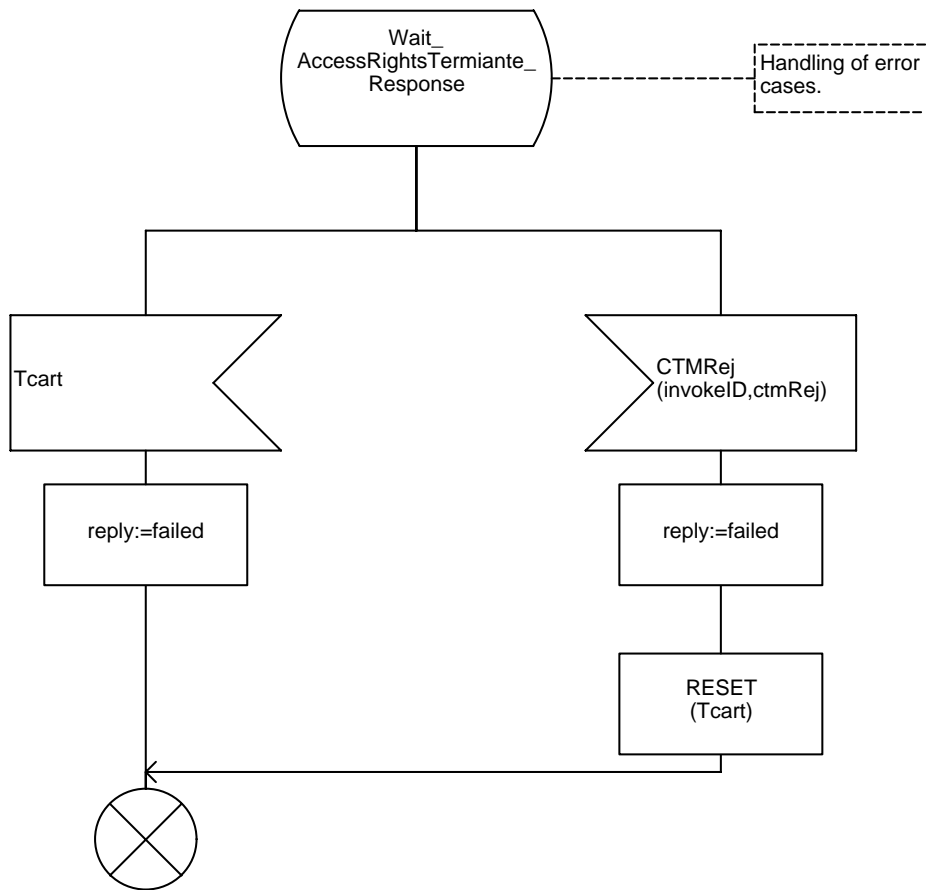 Wait_
AccessRightsTermiante_
Response
Handling of error
cases.
Tcart
CTMRej
(invokeID,ctmRej)
reply:=failed
reply:=failed
RESET
(Tcart)